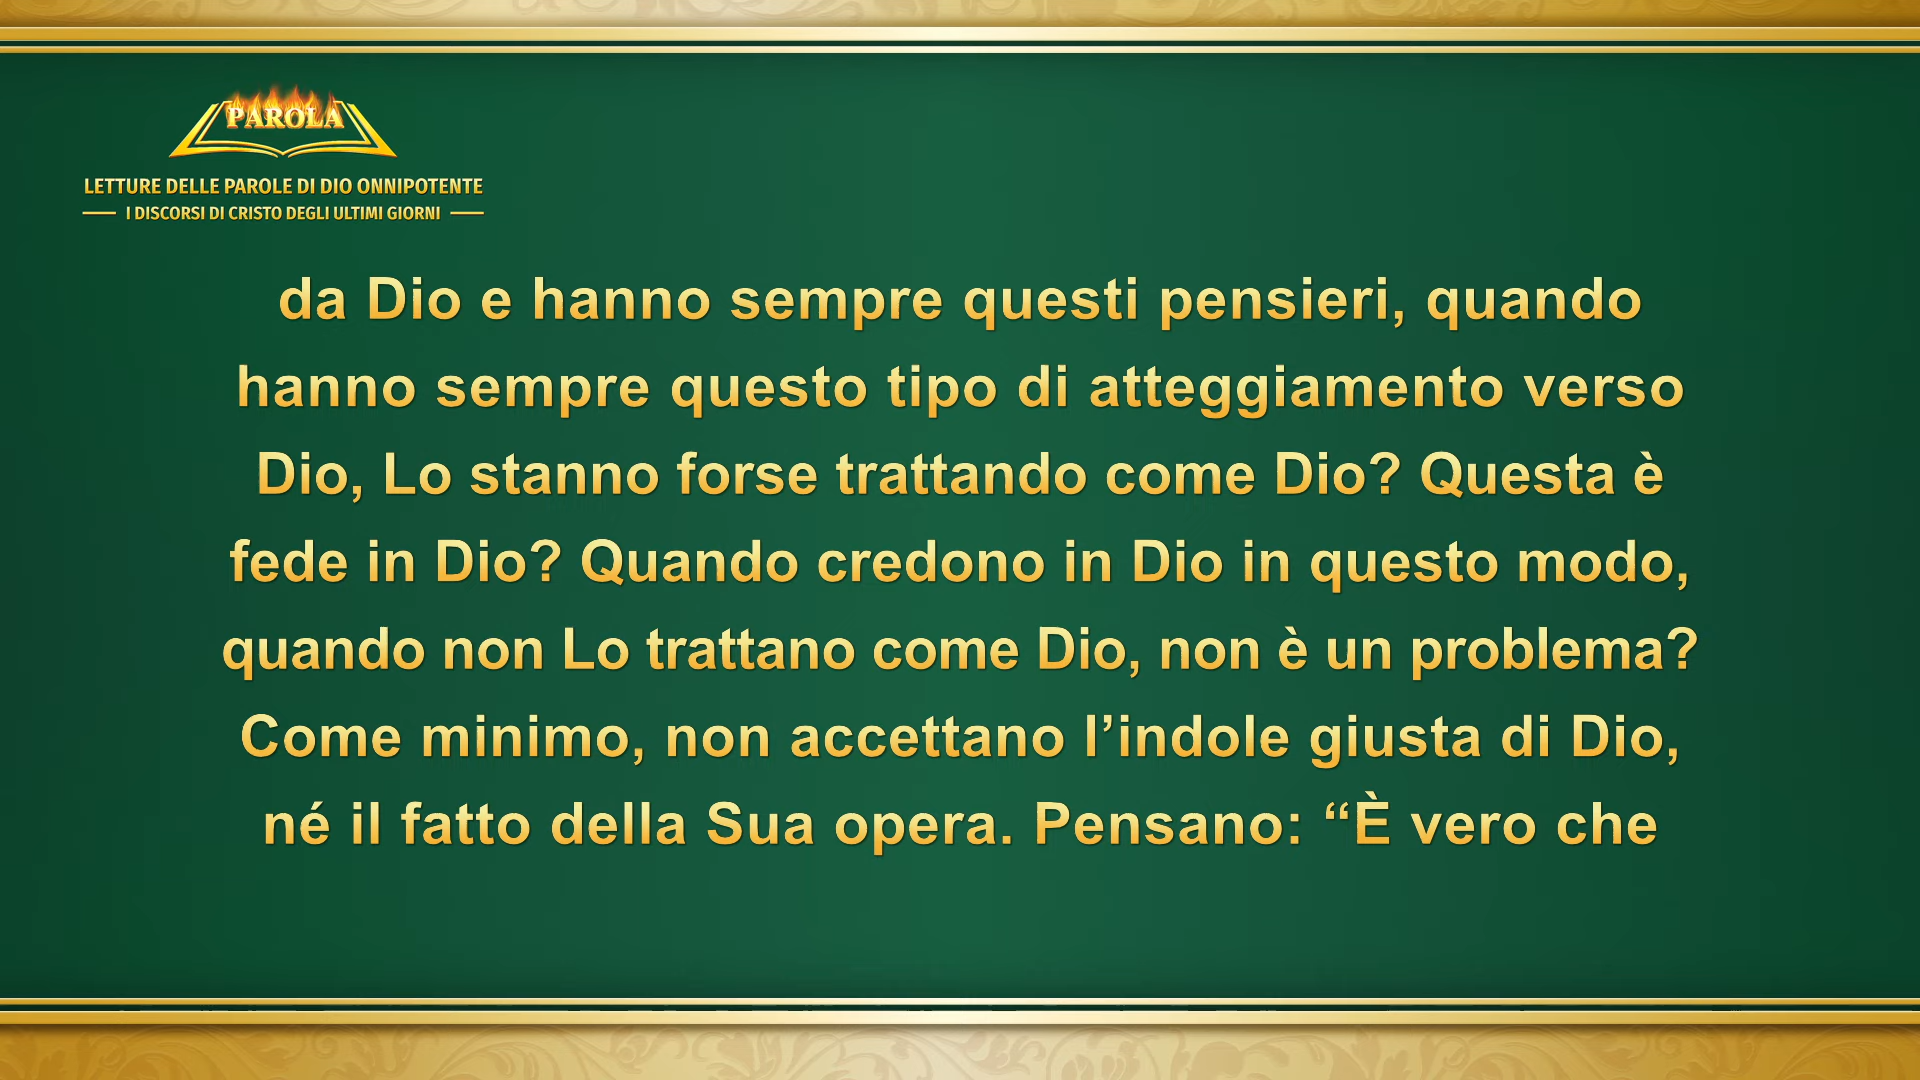 PAROLA
LETTURE DELLE PAROLE DI DIO ONNIPOTENTE
I DISCORSI DI CRISTO DEGLI ULTIMI GIORNI
da Dio e hanno sempre questi pensieri, quando
hanno sempre questo tipo di atteggiamento verso
Dio, Lo stanno forse trattando come Dio? Questa è
fede in Dio? Quando credono in Dio in questo modo,
quando non Lo trattano come Dio, non è un problema?
Come minimo, non accettano l’indole giusta di Dio,
né il fatto della Sua opera. Pensano: “È vero che